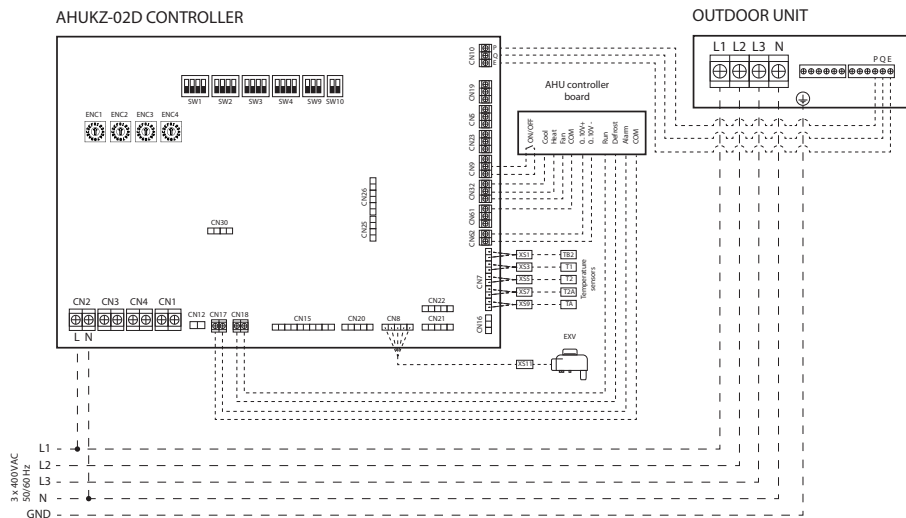 AHUKZ-02D CONTROLLER
OUTDOOR UNIT
L1 L2 L3 N
P Q E
CN10
P
Q
E
AHU controller
board
ON/OFF
Cool
Heat
Fan
COM
0..10V+
0..10V -
Run
Defrost
Alarm
COM
SW1 SW2 SW3 SW4 SW9 SW10
ENC1 ENC2 ENC3 ENC4
CN19
CN5
CN23
CN9
CN32
CN61
CN62
CN26
CN25
CN30
CN7
XS1 TB2
XS3 T1
XS5 T2
XS7 T2A
XS9 TA
Temperature
sensors
CN16
CN2 CN3 CN4 CN1
L N
CN12 CN17 CN18 CN15 CN20 CN8 CN22
CN21
EXV
XS11
3 x 400VAC
50/60 Hz
L1
L2
L3
N
GND